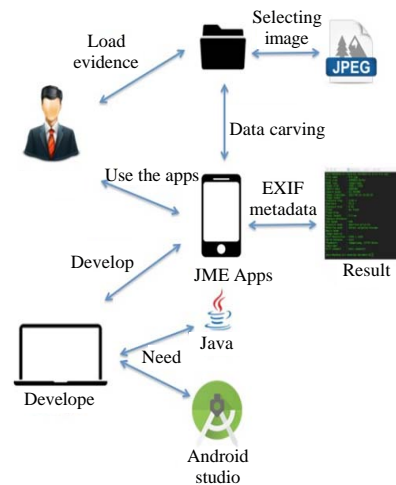 Selecting
image
Load
evidence
JPEG
Data carving
Use the apps
EXIF
metadata
Develop
JME Apps
Result
Java
Need
Develope
Android
studio